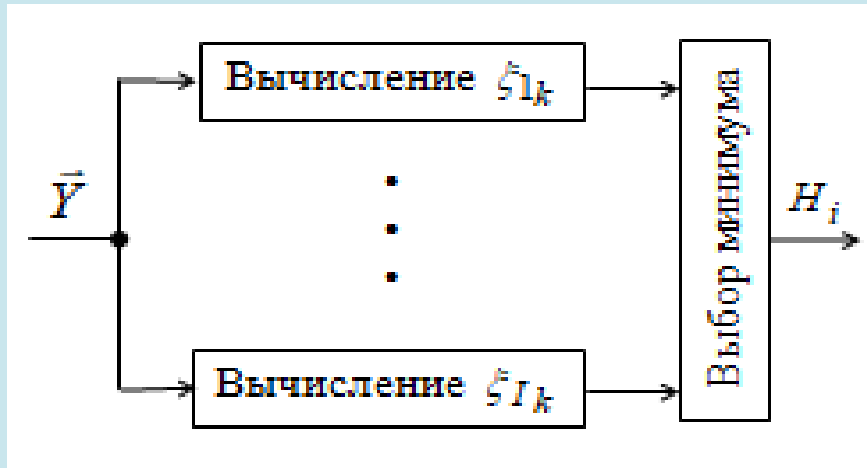 Вычисление ξ1k
Y⃗
Выбор минимума
Hi
Вычисление ξIk